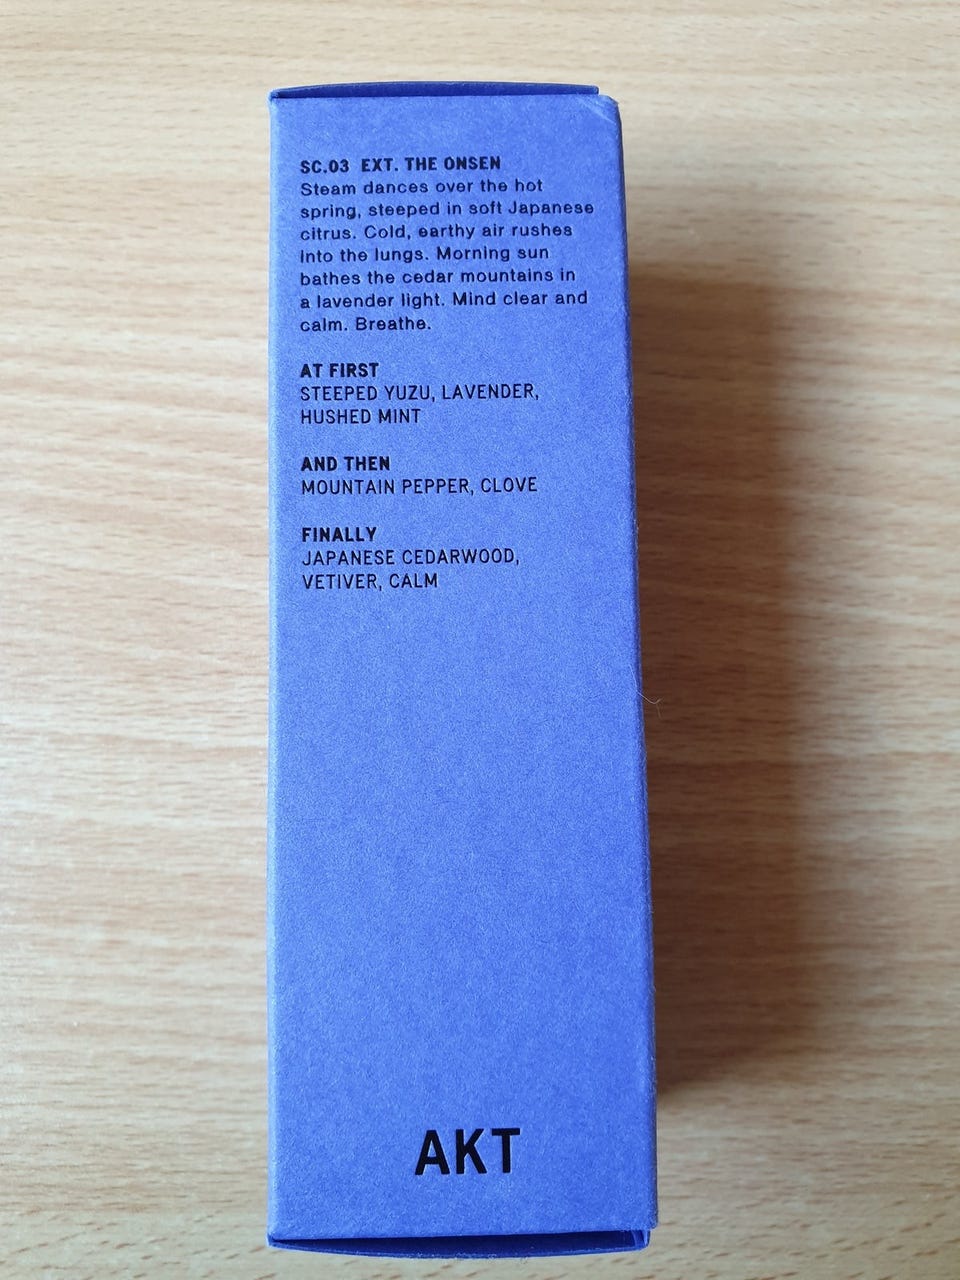 SC.03 EXT. THE ONSEN
Steam dances over the hot
spring, steeped in soft Japanese
citrus. Cold, earthy air rushes
into the lungs. Morning sun
bathes the cedar mountains in
a lavender light. Mind clear and
calm. Breathe.
AT FIRST
STEEPED YUZU, LAVENDER,
HUSHED MINT
AND THEN
MOUNTAIN PEPPER, CLOVE
FINALLY
JAPANESE CEDARWOOD,
VETIVER, CALM
AKT